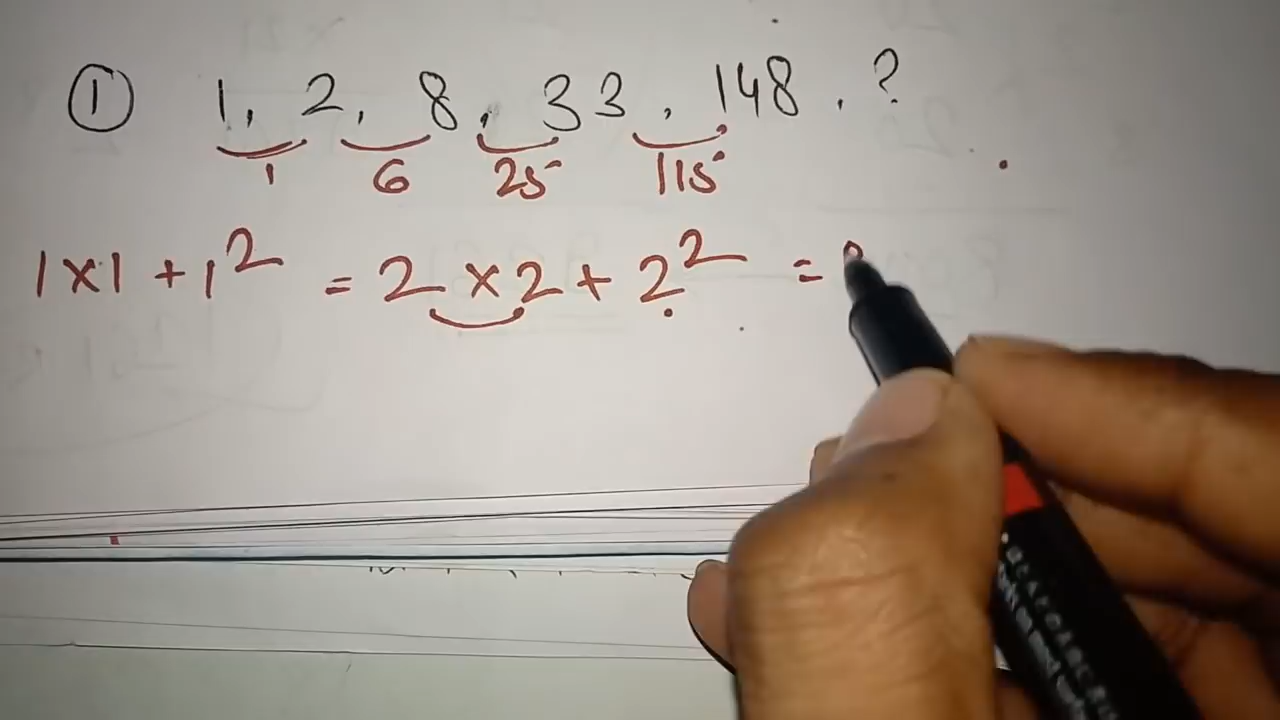 ① 1, 2, 8, 33, 148, ?
1 6 25 115
1×1 + 1² = 2×2 + 2² =